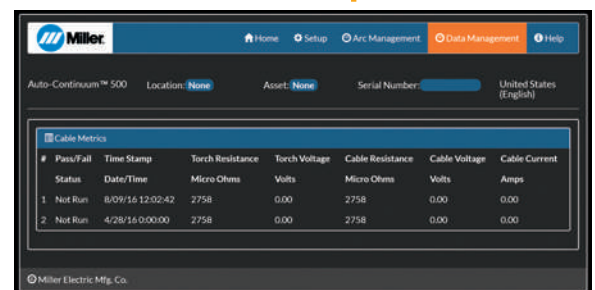 Miller.
Home Setup Arc Management Data Management Help
Auto-Continuum™ 500 Location: None Asset: None Serial Number: United States
(English)
Cable Metrics
# Pass/Fail Time Stamp Torch Resistance Torch Voltage Cable Resistance Cable Voltage Cable Current
Status Date/Time Micro Ohms Volts Micro Ohms Volts Amps
1 Not Run 8/09/16 12:02:42 2758 0.00 2758 0.00 0.00
2 Not Run 4/28/16 0:00:00 2758 0.00 2758 0.00 0.00
Miller Electric Mfg. Co.